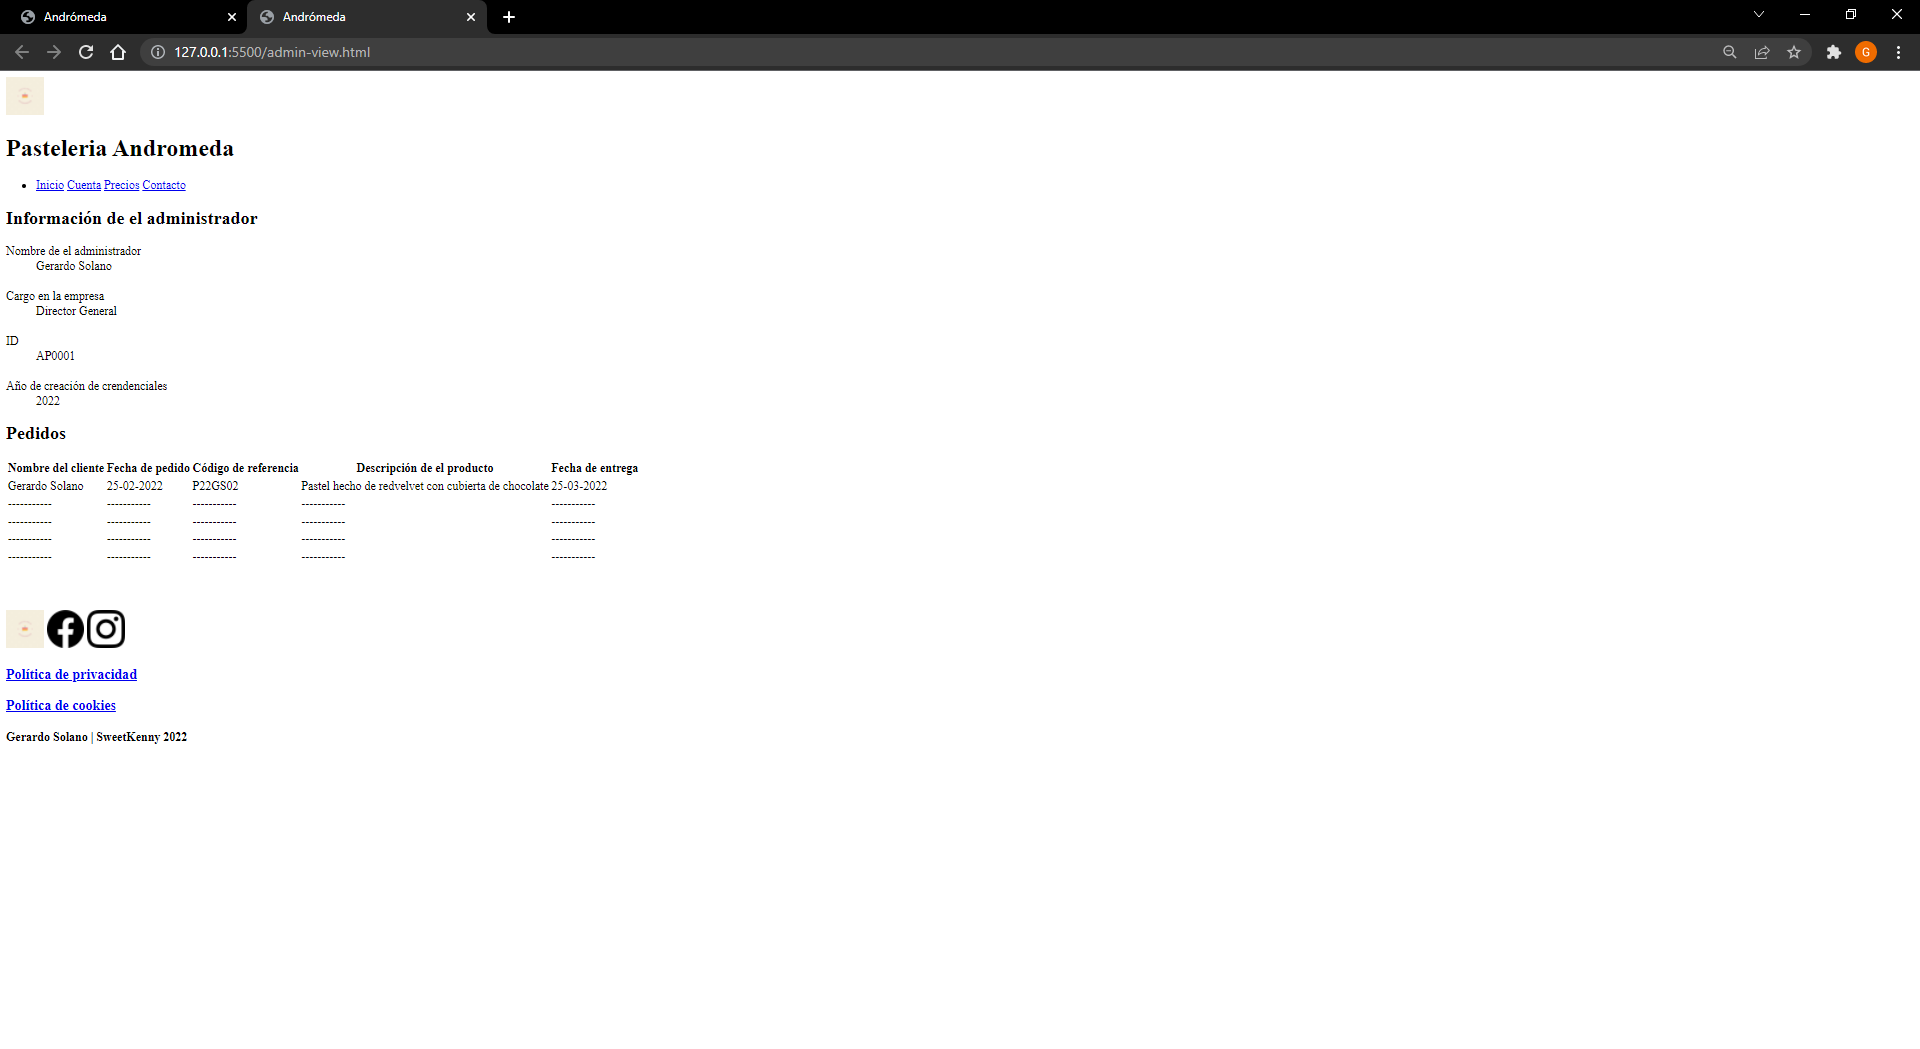 Andrómeda
Andrómeda
127.0.0.1:5500/admin-view.html
G
Pasteleria Andromeda
Inicio Cuenta Precios Contacto
Información de el administrador
Nombre de el administrador
Gerardo Solano
Cargo en la empresa
Director General
ID
AP0001
Año de creación de crendenciales
2022
Pedidos
Nombre del cliente Fecha de pedido Código de referencia Descripción de el producto Fecha de entrega
Gerardo Solano 25-02-2022 P22GS02 Pastel hecho de redvelvet con cubierta de chocolate 25-03-2022
----------- ----------- ----------- ----------- -----------
----------- ----------- ----------- ----------- -----------
----------- ----------- ----------- ----------- -----------
----------- ----------- ----------- ----------- -----------
Política de privacidad
Política de cookies
Gerardo Solano | SweetKenny 2022